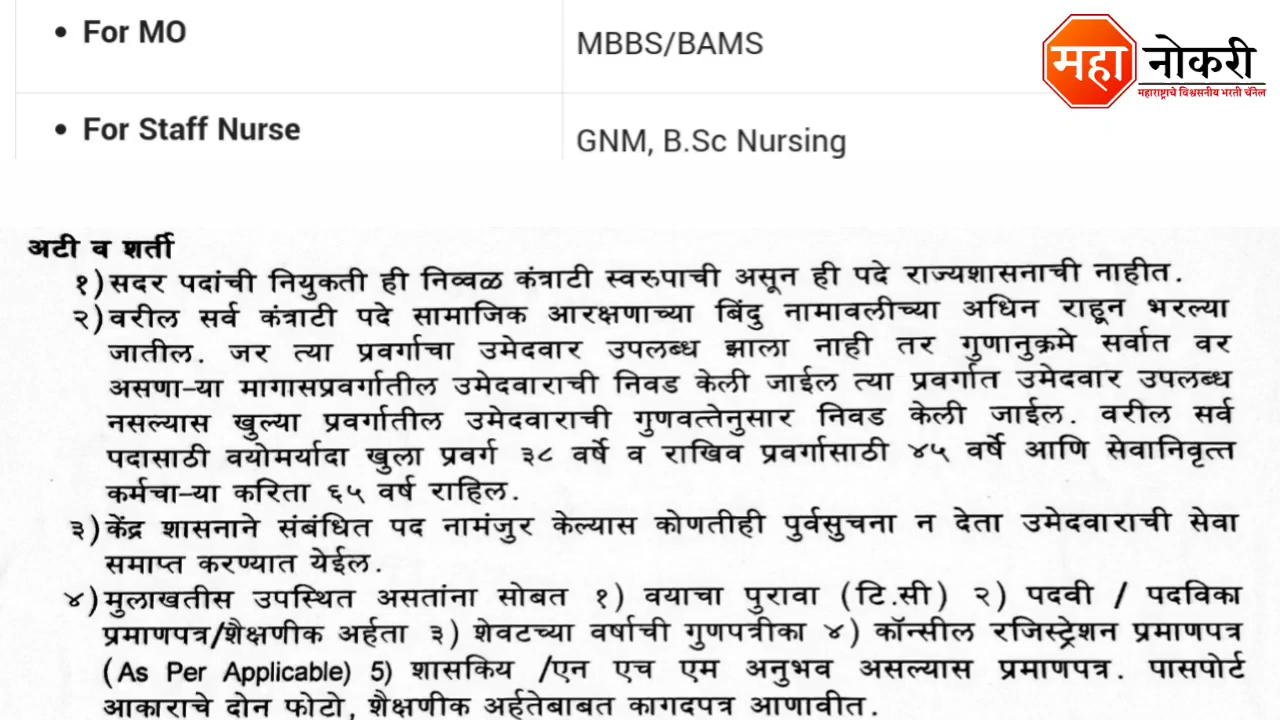 • For MO
MBBS/BAMS
महा नोकरी
महाराष्ट्राचे विश्वसनीय भरती चॅनेल
• For Staff Nurse
GNM, B.Sc Nursing
अटी व शर्ती
१) सदर पदांची नियुकती ही निव्वळ कंत्राटी स्वरुपाची असून ही पदे राज्यशासनाची नाहीत.
२) वरील सर्व कंत्राटी पदे सामाजिक आरक्षणाच्या बिंदु नामावलीच्या अधिन राहून भरल्या
जातील. जर त्या प्रवर्गाचा उमेदवार उपलब्ध झाला नाही तर गुणानुक्रमे सर्वात वर
असणा-या मागासप्रवर्गातील उमेदवाराची निवड केली जाईल त्या प्रवर्गात उमेदवार उपलब्ध
नसल्यास खुल्या प्रवर्गातील उमेदवाराची गुणवत्तेनुसार निवड केली जाईल. वरील सर्व
पदासाठी वयोमर्यादा खुला प्रवर्ग ३८ वर्षे व राखिव प्रवर्गासाठी ४५ वर्षे आणि सेवानिवृत्त
कर्मचा-या करिता ६५ वर्ष राहिल.
३) केंद्र शासनाने संबंधित पद नामंजुर केल्यास कोणतीही पुर्वसुचना न देता उमेदवाराची सेवा
समाप्त करण्यात येईल.
४) मुलाखतीस उपस्थित असतांना सोबत १) वयाचा पुरावा (टि.सी) २) पदवी / पदविका
प्रमाणपत्र/शैक्षणीक अर्हता ३) शेवटच्या वर्षाची गुणपत्रीका ४) कॉन्सील रजिस्ट्रेशन प्रमाणपत्र
(As Per Applicable) 5) शासकिय /एन एच एम अनुभव असल्यास प्रमाणपत्र. पासपोर्ट
आकाराचे दोन फोटो, शैक्षणीक अर्हतेबाबत कागदपत्र आणावीत.